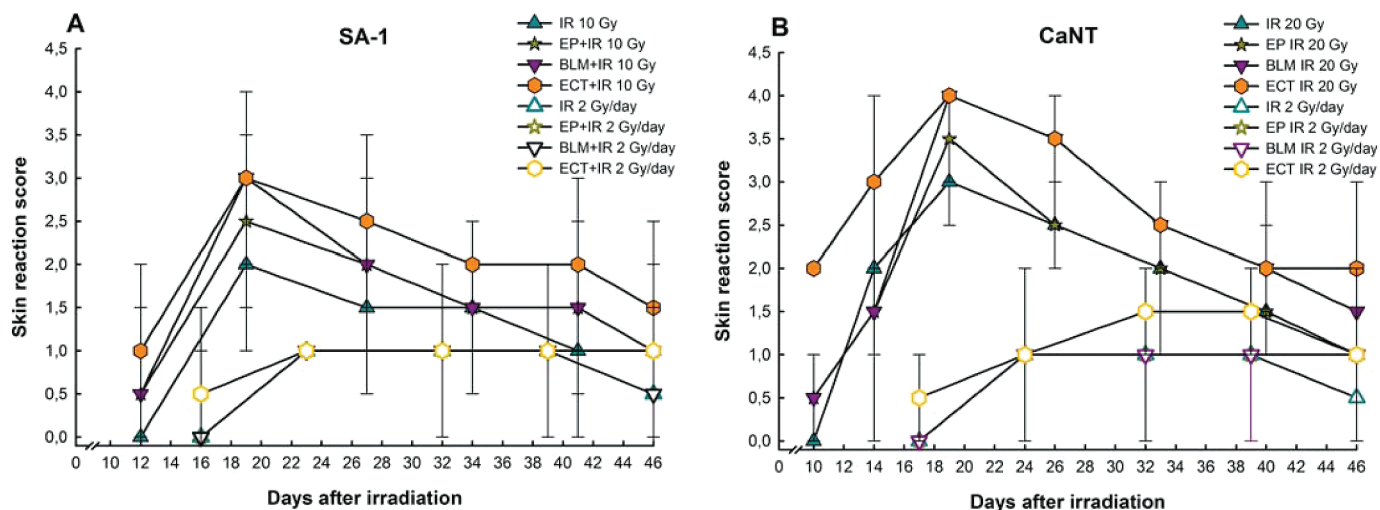 A
SA-1
IR 10 Gy
EP+IR 10 Gy
BLM+IR 10 Gy
ECT+IR 10 Gy
IR 2 Gy/day
EP+IR 2 Gy/day
BLM+IR 2 Gy/day
ECT+IR 2 Gy/day
Skin reaction score
4,5
4,0
3,5
3,0
2,5
2,0
1,5
1,0
0,5
0,0
0 10 12 14 16 18 20 22 24 26 28 30 32 34 36 38 40 42 44 46
Days after irradiation
B
CaNT
IR 20 Gy
EP IR 20 Gy
BLM IR 20 Gy
ECT IR 20 Gy
IR 2 Gy/day
EP IR 2 Gy/day
BLM IR 2 Gy/day
ECT IR 2 Gy/day
Skin reaction score
4,5
4,0
3,5
3,0
2,5
2,0
1,5
1,0
0,5
0,0
0 10 12 14 16 18 20 22 24 26 28 30 32 34 36 38 40 42 44 46
Days after irradiation